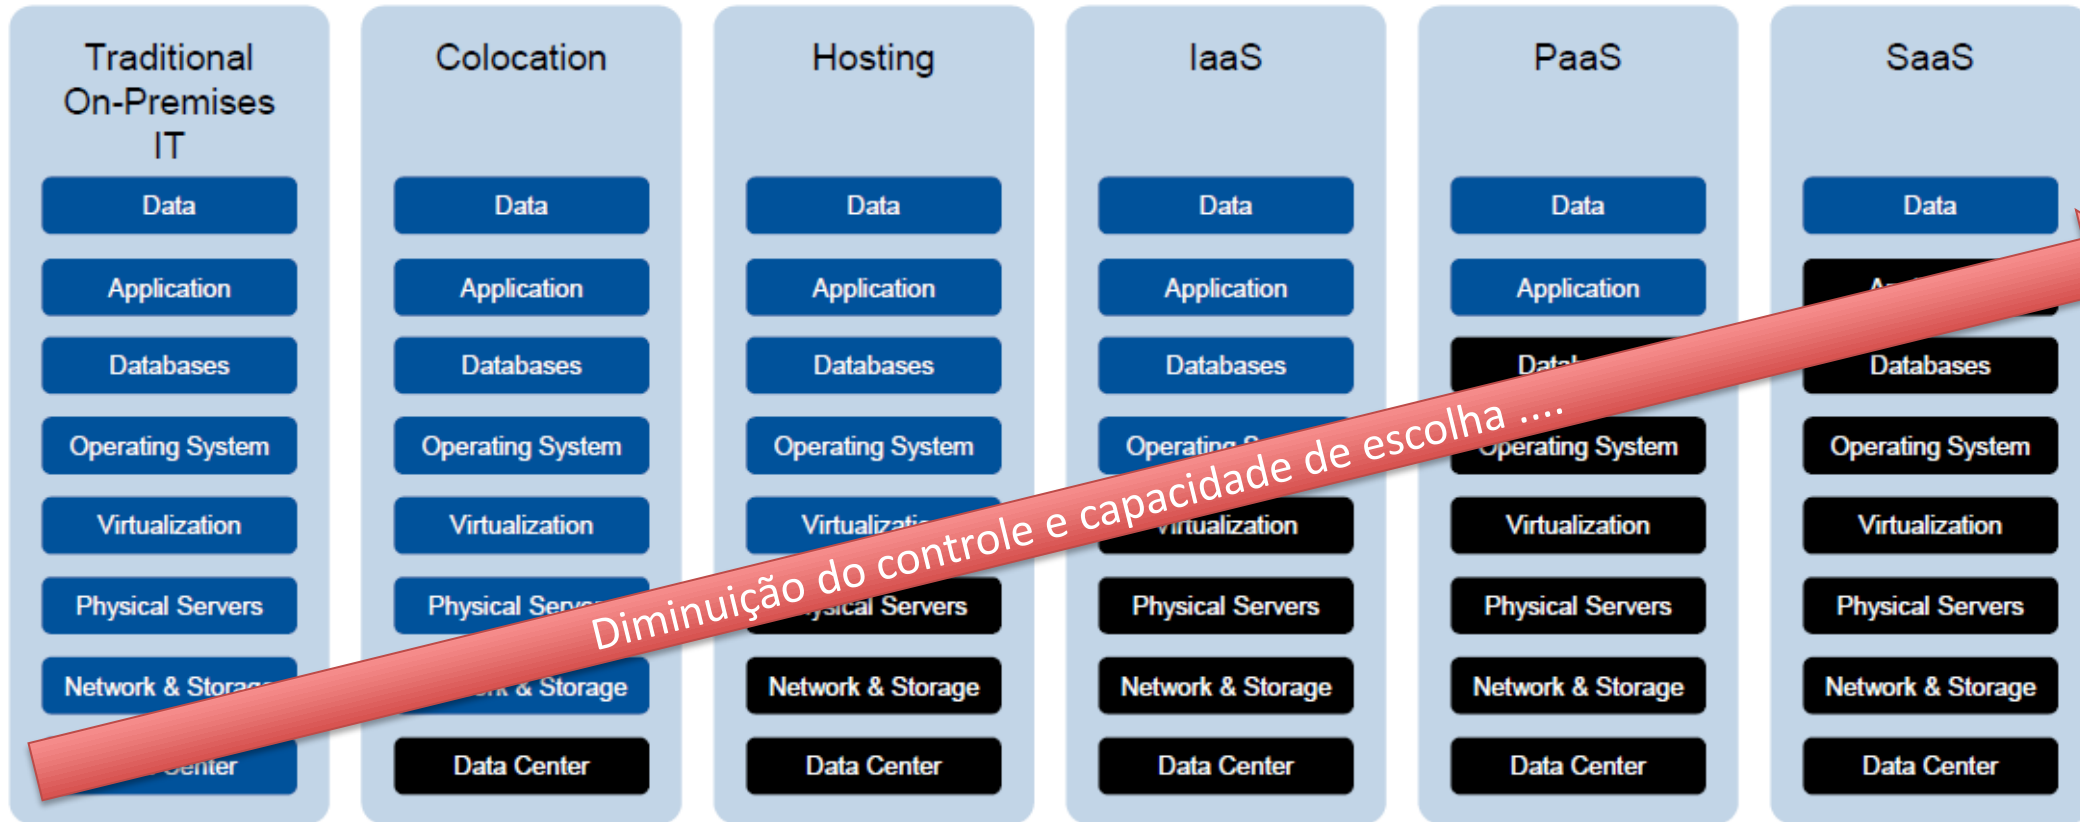 Traditional
On-Premises
IT
Data
Application
Databases
Operating System
Virtualization
Physical Servers
Network & Storage
Center
Colocation
Data
Application
Databases
Operating System
Virtualization
Physical Servers
& Storage
Data Center
Hosting
Data
Application
Databases
Operating System
Virtualization
Physical Servers
Network & Storage
Data Center
IaaS
Data
Application
Databases
Operating
Virtualization
Physical Servers
Network & Storage
Data Center
PaaS
Data
Application
Operating System
Virtualization
Physical Servers
Network & Storage
Data Center
SaaS
Data
Databases
Operating System
Virtualization
Physical Servers
Network & Storage
Data Center
Diminuição do controle e capacidade de escolha ....